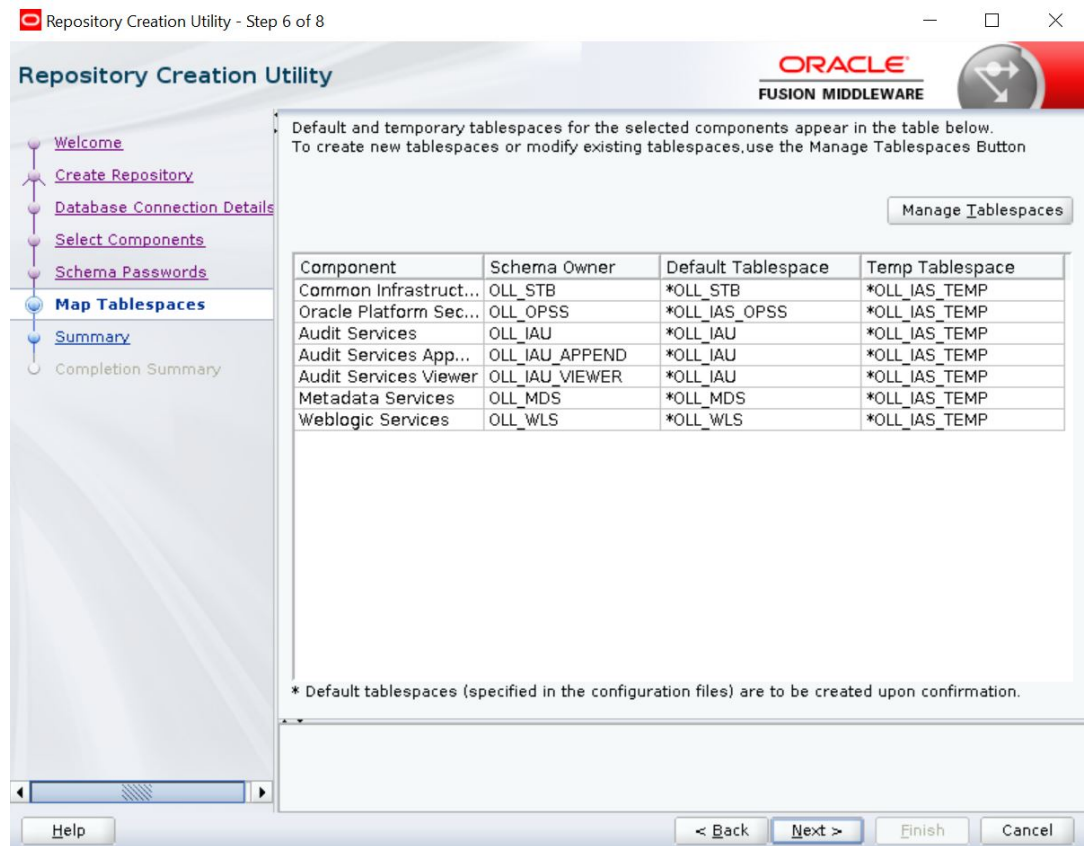 Repository Creation Utility - Step 6 of 8
Repository Creation Utility
ORACLE
FUSION MIDDLEWARE
Welcome
Create Repository
Database Connection Details
Select Components
Schema Passwords
Map Tablespaces
Summary
Completion Summary
Default and temporary tablespaces for the selected components appear in the table below.
To create new tablespaces or modify existing tablespaces,use the Manage Tablespaces Button
Manage Tablespaces
Component Schema Owner Default Tablespace Temp Tablespace
Common Infrastruct... OLL_STB *OLL_STB *OLL_IAS_TEMP
Oracle Platform Sec... OLL_OPSS *OLL_IAS_OPSS *OLL_IAS_TEMP
Audit Services OLL_IAU *OLL_IAU *OLL_IAS_TEMP
Audit Services App... OLL_IAU_APPEND *OLL_IAU *OLL_IAS_TEMP
Audit Services Viewer OLL_IAU_VIEWER *OLL_IAU *OLL_IAS_TEMP
Metadata Services OLL_MDS *OLL_MDS *OLL_IAS_TEMP
Weblogic Services OLL_WLS *OLL_WLS *OLL_IAS_TEMP
* Default tablespaces (specified in the configuration files) are to be created upon confirmation.
Help
< Back
Next >
Finish
Cancel